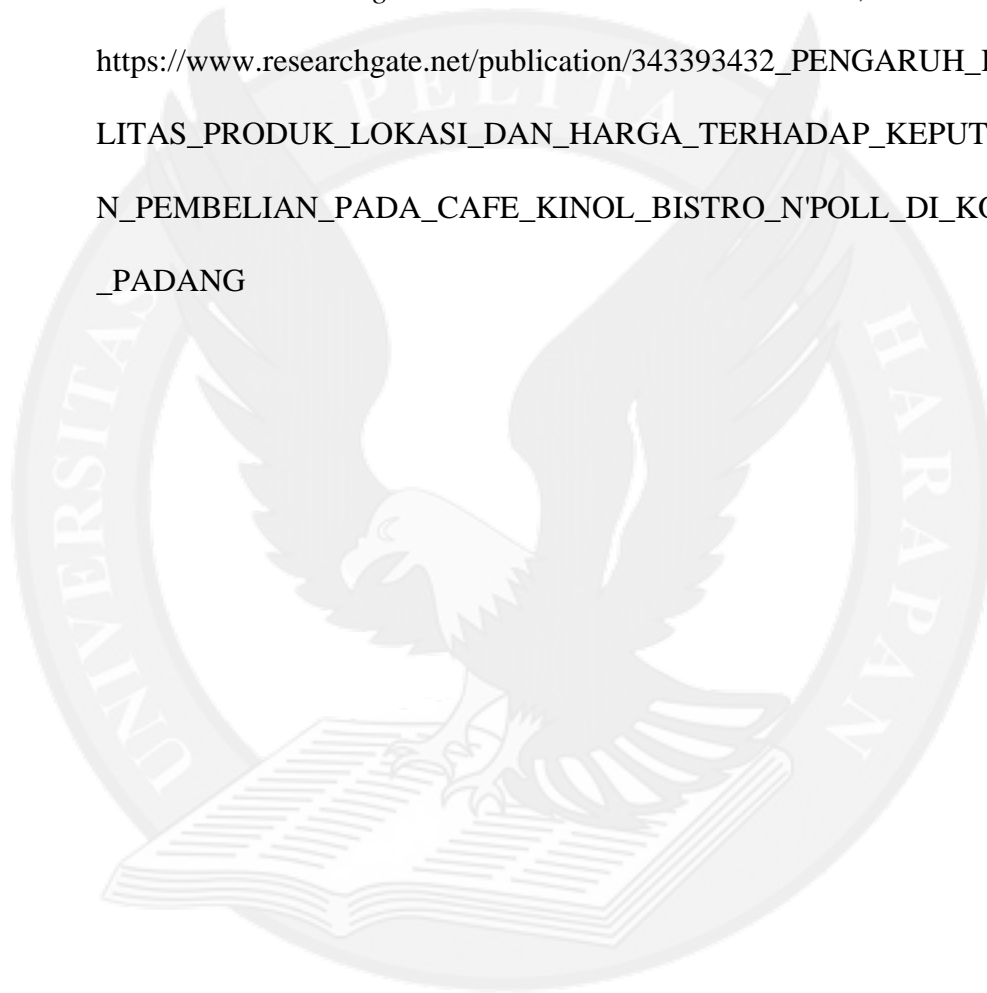 https://www.researchgate.net/publication/343393432_PENGARUH_
LITAS_PRODUK_LOKASI_DAN_HARGA_TERHADAP_KEPUT
N_PEMBELIAN_PADA_CAFE_KINOL_BISTRO_N'POLL_DI_K
_PADANG
UNIVERSITAS PELITA HARAPAN